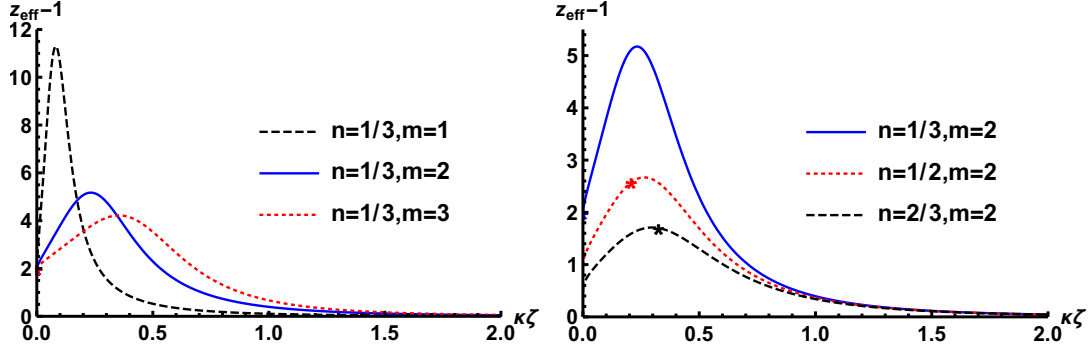 z_eff−1
12
10
8
6
4
2
0
0.0 0.5 1.0 1.5 2.0 κζ
n=1/3,m=1
n=1/3,m=2
n=1/3,m=3
z_eff−1
5
4
3
2
1
0
0.0 0.5 1.0 1.5 2.0 κζ
n=1/3,m=2
n=1/2,m=2
n=2/3,m=2